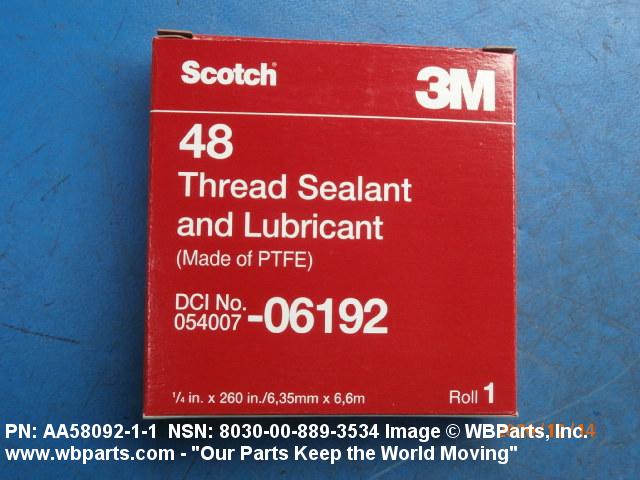 Scotch®
3M
48
Thread Sealant
and Lubricant
(Made of PTFE)
DCI No.
054007 -06192
1/4 in. x 260 in./6,35mm x 6,6m
Roll 1
PN: AA58092-1-1 NSN: 8030-00-889-3534 Image © WBParts, Inc.
www.wbparts.com - "Our Parts Keep the World Moving"